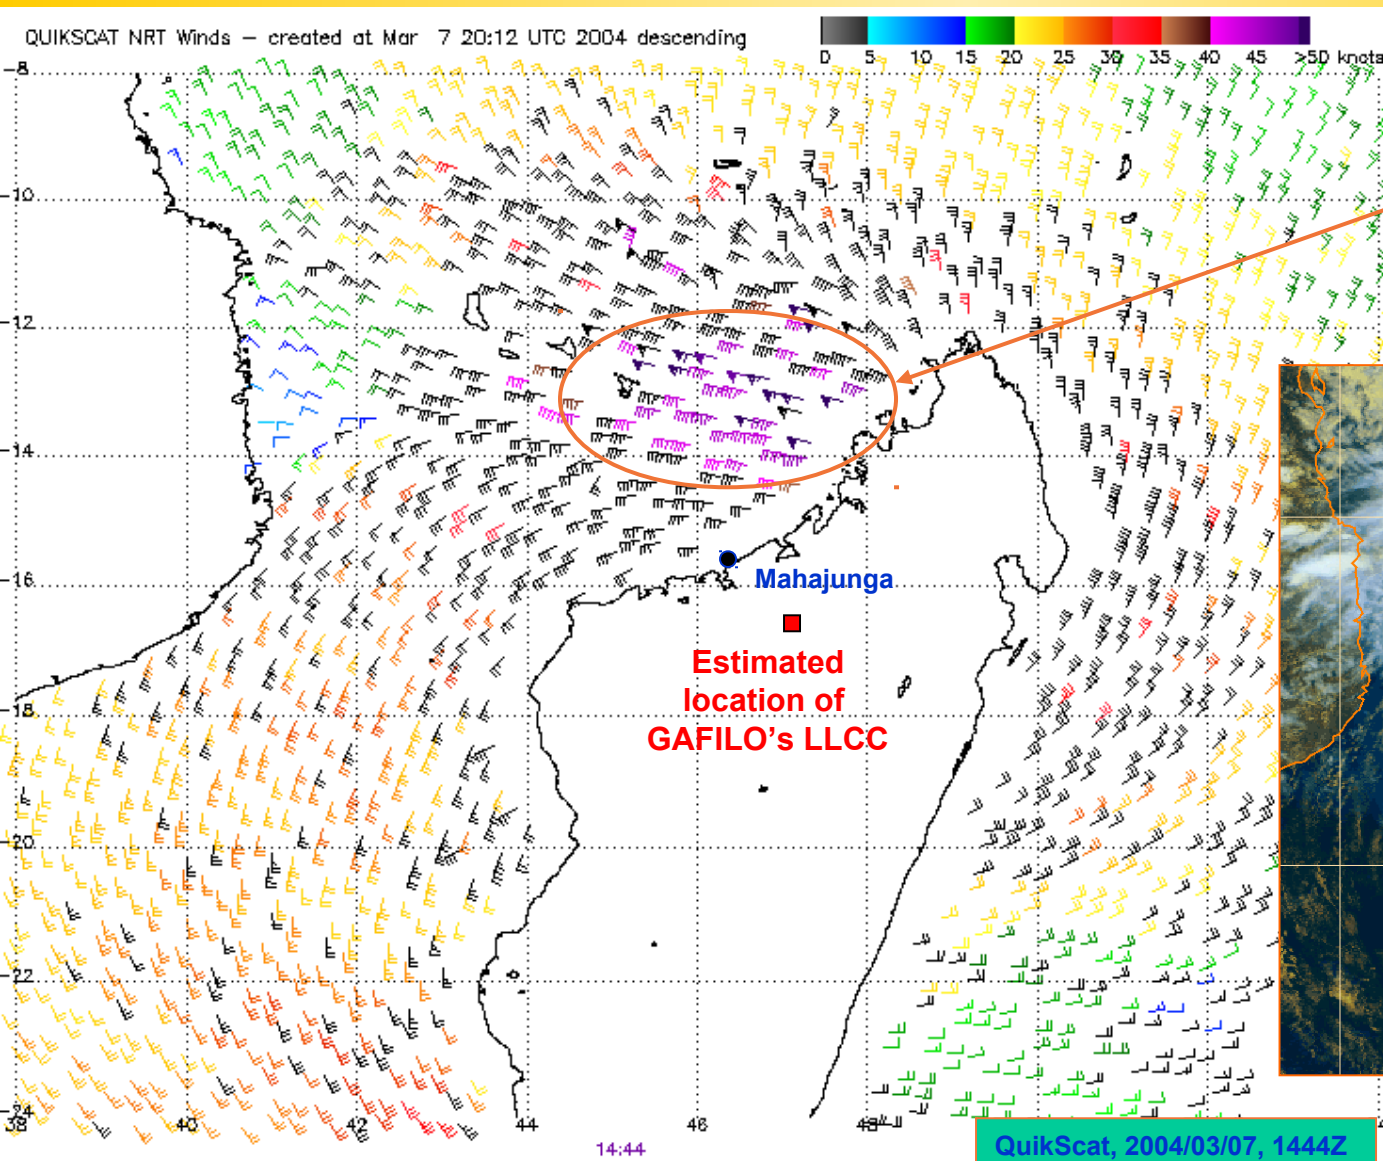 QUIKSCAT NRT Winds – created at Mar 7 20:12 UTC 2004 descending
0 5 10 15 20 25 30 35 40 45 >50 knots
-8
-10
-12
-14
-16
Mahajunga
Estimated
location of
GAFILO's LLCC
-18
-20
-22
-24
38 40 42 44 46 48
14:44
QuikScat, 2004/03/07, 1444Z